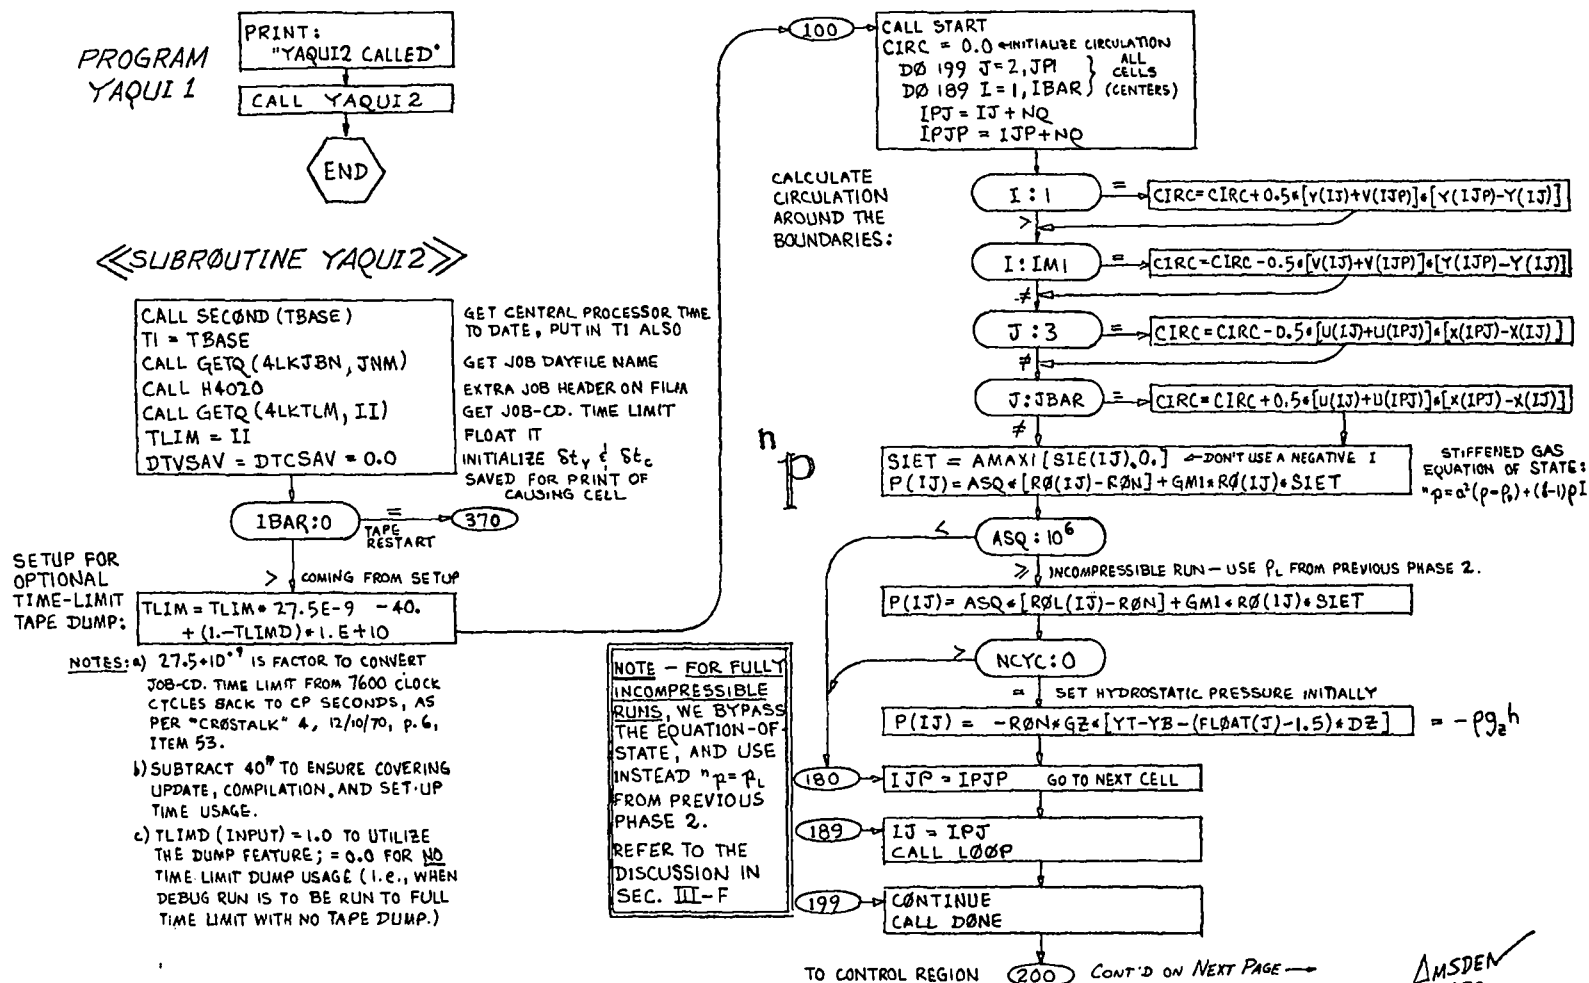 PROGRAM
YAQUI 1
PRINT:
"YAQUI2 CALLED"
CALL YAQUI2
END
≪SUBRØUTINE YAQUI2≫
CALL SECØND (TBASE)
T1 = TBASE
CALL GETQ (4LKJBN, JNM)
CALL H4020
CALL GETQ (4LKTLM, II)
TLIM = II
DTVSAV = DTCSAV = 0.0
GET CENTRAL PROCESSOR TIME
TO DATE, PUT IN T1 ALSO
GET JOB DAYFILE NAME
EXTRA JOB HEADER ON FILM
GET JOB-CD. TIME LIMIT
FLOAT IT
INITIALIZE δtᵥ & δt_c
SAVED FOR PRINT OF
CAUSING CELL
IBAR:0
=
TAPE
RESTART
370
> COMING FROM SETUP
SETUP FOR
OPTIONAL
TIME-LIMIT
TAPE DUMP:
TLIM = TLIM* 27.5E-9 -40.
+ (1.-TLIMD)*1.E+10
NOTES: a) 27.5*10⁻⁹ IS FACTOR TO CONVERT
JOB-CD. TIME LIMIT FROM 7600 CLOCK
CYCLES BACK TO CP SECONDS, AS
PER "CRØSTALK" 4, 12/10/70, p. 6,
ITEM 53.
b) SUBTRACT 40" TO ENSURE COVERING
UPDATE, COMPILATION, AND SET-UP
TIME USAGE.
c) TLIMD (INPUT) = 1.0 TO UTILIZE
THE DUMP FEATURE; = 0.0 FOR NO
TIME LIMIT DUMP USAGE (i.e., WHEN
DEBUG RUN IS TO BE RUN TO FULL
TIME LIMIT WITH NO TAPE DUMP.)
100
CALL START
CIRC = 0.0 ←INITIALIZE CIRCULATION
DØ 199 J=2,JP1
DØ 189 I=1,IBAR
ALL
CELLS
(CENTERS)
IPJ = IJ + NQ
IPJP = IJP+NQ
CALCULATE
CIRCULATION
AROUND THE
BOUNDARIES:
I:1
=
CIRC=CIRC+0.5*[V(IJ)+V(IJP)]*[Y(IJP)-Y(IJ)]
>
I:IM1
=
CIRC=CIRC-0.5*[V(IJ)+V(IJP)]*[Y(IJP)-Y(IJ)]
≠
J:3
=
CIRC=CIRC-0.5*[U(IJ)+U(IPJ)]*[X(IPJ)-X(IJ)]
≠
J:JBAR
=
CIRC=CIRC+0.5*[U(IJ)+U(IPJ)]*[X(IPJ)-X(IJ)]
≠
ⁿp
SIET = AMAX1[SIE(IJ),0.] ←DON'T USE A NEGATIVE I
P(IJ)=ASQ*[RØ(IJ)-RØN]+GM1*RØ(IJ)*SIET
STIFFENED GAS
EQUATION OF STATE:
ⁿp=a²(ρ-ρ₀)+(γ-1)ρI
ASQ:10⁶
<
≥ INCOMPRESSIBLE RUN—USE ρ_L FROM PREVIOUS PHASE 2.
P(IJ)=ASQ*[RØL(IJ)-RØN]+GM1*RØ(IJ)*SIET
NCYC:0
>
= SET HYDROSTATIC PRESSURE INITIALLY
P(IJ) = -RØN*GZ*[YT-YB-(FLØAT(J)-1.5)*DZ]
= -ρg_z h
NOTE — FOR FULLY
INCOMPRESSIBLE
RUNS, WE BYPASS
THE EQUATION-OF-
STATE, AND USE
INSTEAD ⁿp=p_L
FROM PREVIOUS
PHASE 2.
REFER TO THE
DISCUSSION IN
SEC. III-F
180
IJP = IPJP GO TO NEXT CELL
189
IJ = IPJ
CALL LØØP
199
CØNTINUE
CALL DØNE
TO CONTROL REGION
200
CONT'D ON NEXT PAGE→
AMSDEN